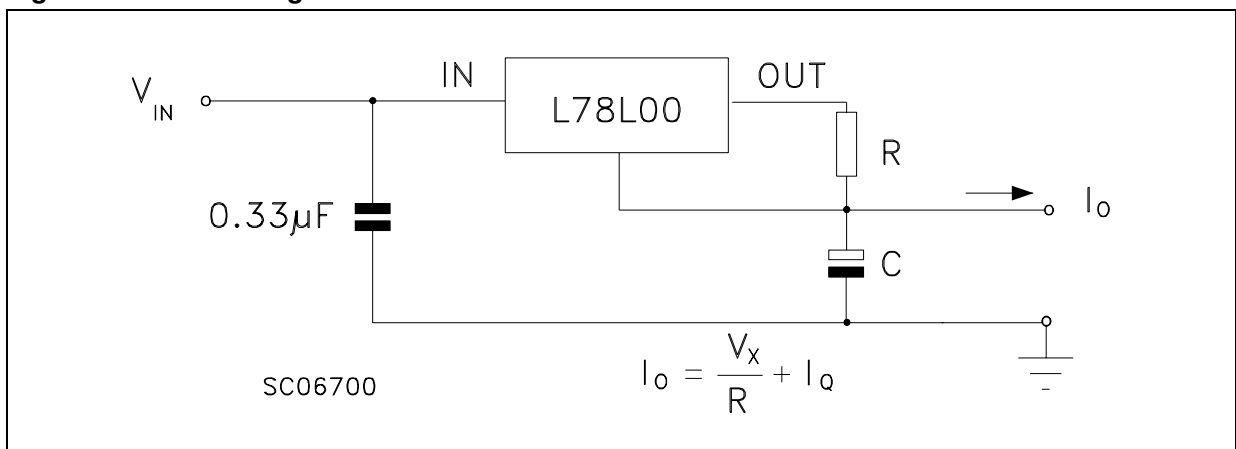 IN
OUT
V_IN
L78L00
R
0.33µF
I_O
C
I_O = V_X / R + I_Q
SC06700